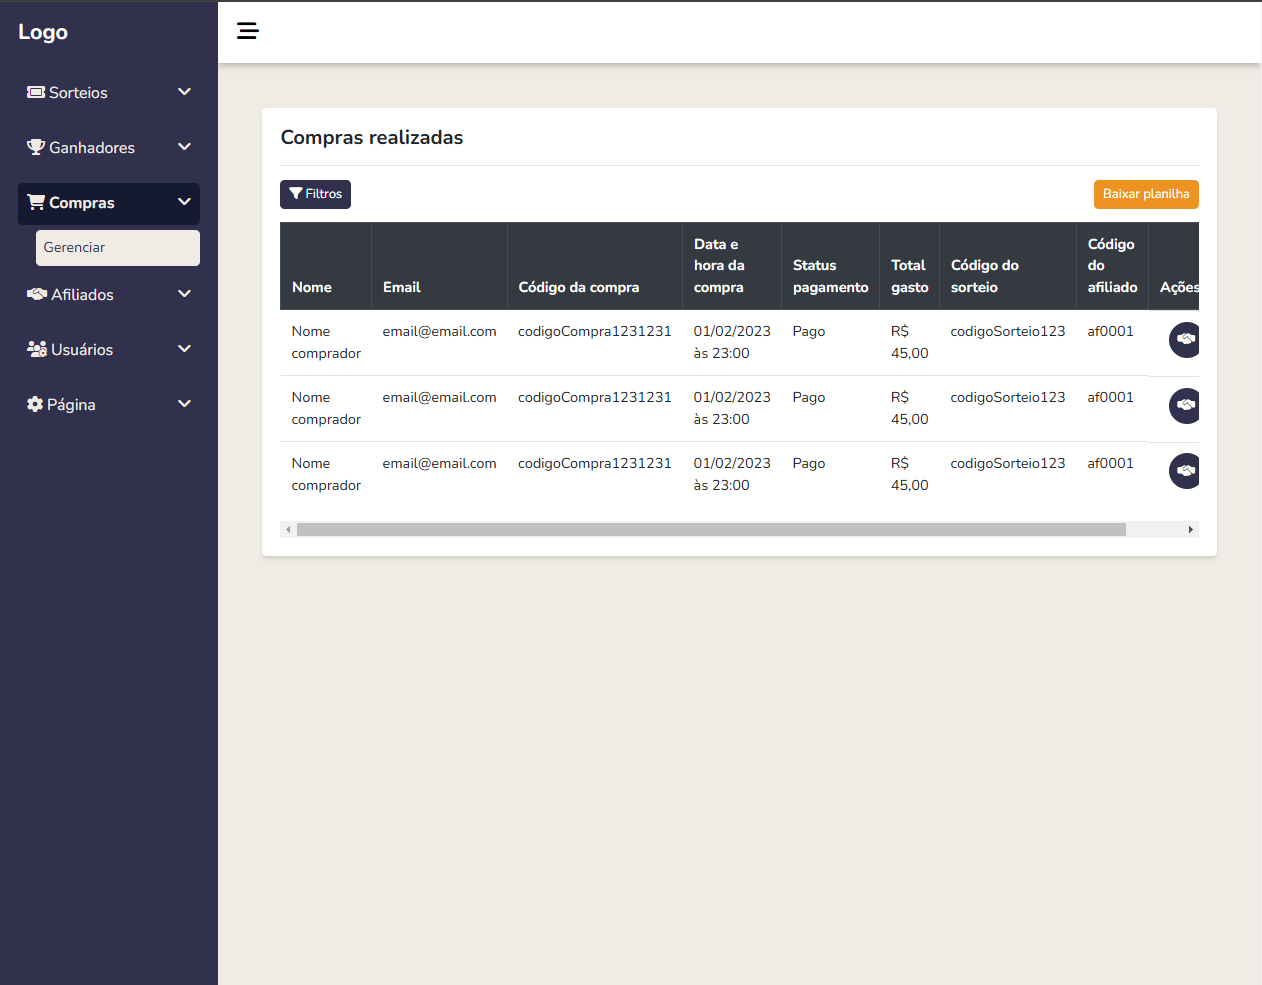 Logo
Sorteios
Ganhadores
Compras
Gerenciar
Afiliados
Usuários
Página
Compras realizadas
Filtros
Baixar planilha
Nome
Email
Código da compra
Data e
hora da
compra
Status
pagamento
Total
gasto
Código do
sorteio
Código
do
afiliado
Ações
Nome
comprador
email@email.com
codigoCompra1231231
01/02/2023
às 23:00
Pago
R$
45,00
codigoSorteio123
af0001
Nome
comprador
email@email.com
codigoCompra1231231
01/02/2023
às 23:00
Pago
R$
45,00
codigoSorteio123
af0001
Nome
comprador
email@email.com
codigoCompra1231231
01/02/2023
às 23:00
Pago
R$
45,00
codigoSorteio123
af0001